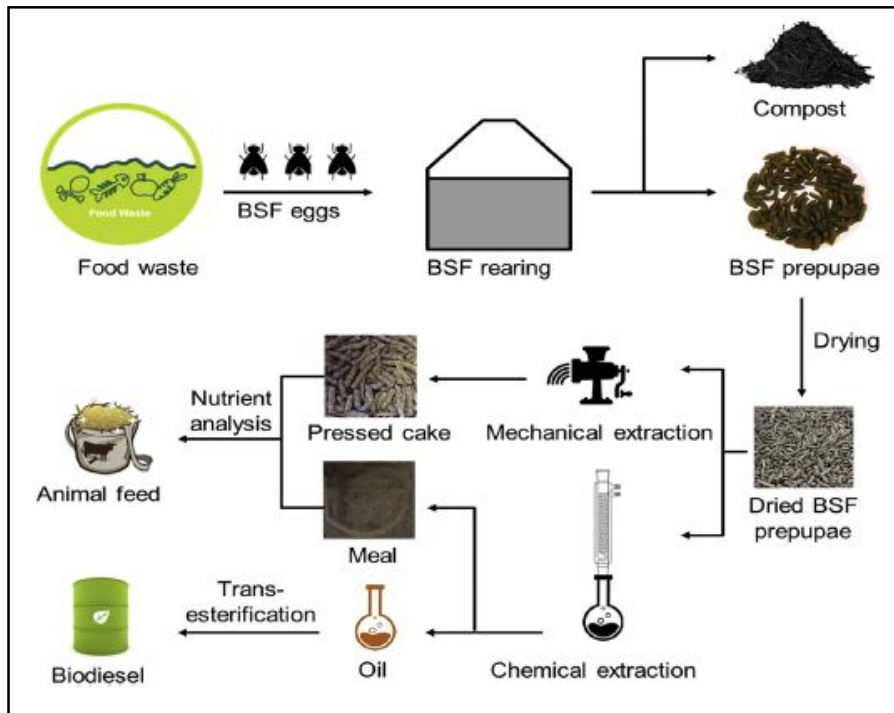 Compost
Food Waste
BSF eggs
Food waste
BSF rearing
BSF prepupae
Drying
Nutrient
analysis
Pressed cake
Mechanical extraction
Animal feed
Dried BSF
prepupae
Meal
Trans-
esterification
Biodiesel
Oil
Chemical extraction